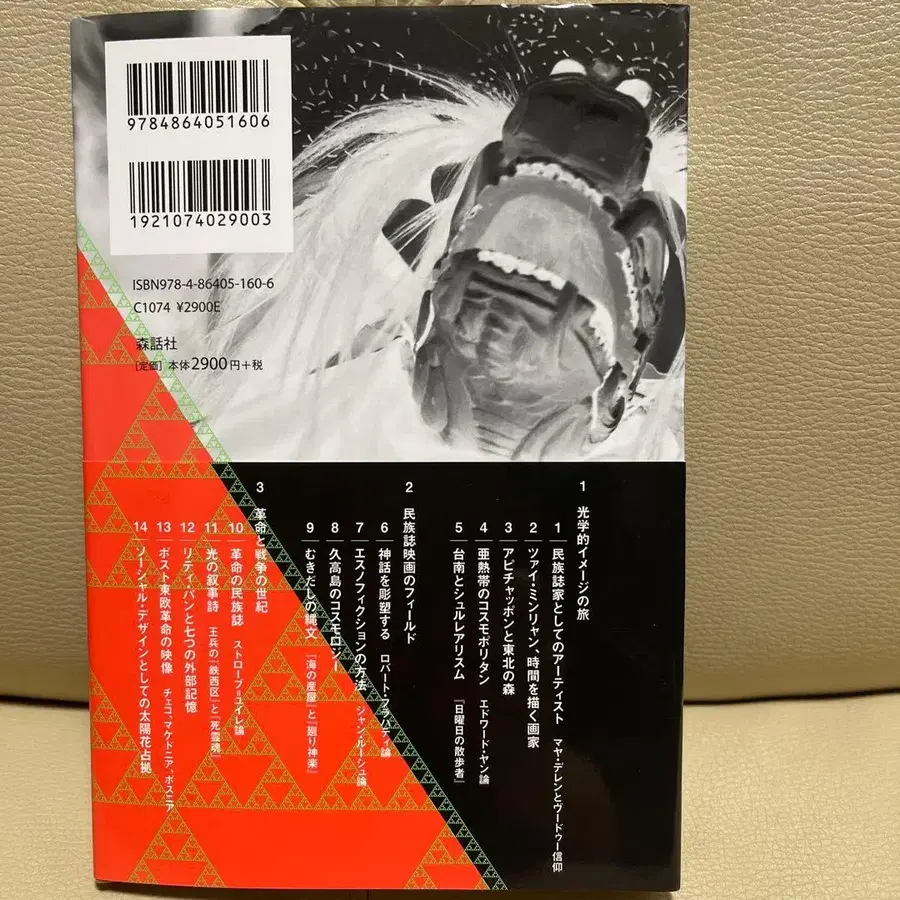 9784864051606
1921074029003
ISBN978-4-86405-160-6
C1074 ¥2900E
森話社
[定価] 本体2900円+税
1 光学的イメージの旅
1 民族誌家としてのアーティスト マヤ・デレンとヴードゥー信仰
2 ツァイ・ミンリャン、時間を描く画家
3 アピチャッポンと東北の森
4 亜熱帯のコスモポリタン エドワード・ヤン論
5 台南とシュルレアリスム 『日曜日の散歩者』
2 民族誌映画のフィールド
6 神話を彫塑する ロバート・フラハティ論
7 エスノフィクションの方法 ジャン・ルーシュ論
8 久高島のコスモロジー
9 むきだしの縄文 『海の産屋』と『廻り神楽』
3 革命と戦争の世紀
10 革命の民族誌 ストローブ=ユイレ論
11 光の叙事詩 王兵の『鉄西区』と『死霊魂』
12 リティ・パンと七つの外部記憶
13 ポスト東欧革命の映像 チェコ、マケドニア、ボスニア
14 ソーシャル・デザインとしての太陽花占拠